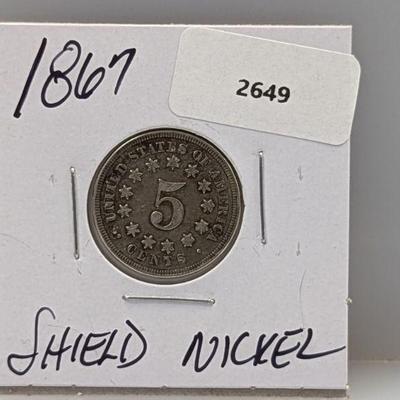 1867
2649
UNITED STATES OF AMERICA
5
CENTS
SHIELD NICKEL